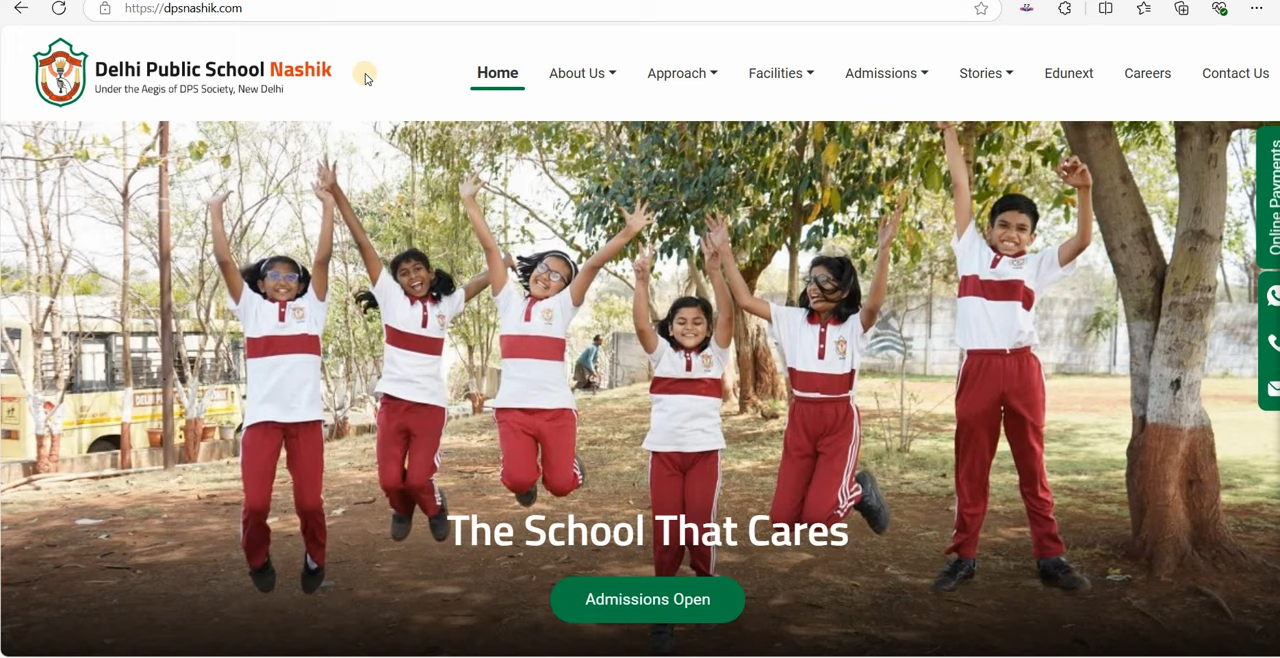 https://dpsnashik.com
Delhi Public School Nashik
Under the Aegis of DPS Society, New Delhi
Home About Us Approach Facilities Admissions Stories Edunext Careers Contact Us
Online Payments
The School That Cares
Admissions Open